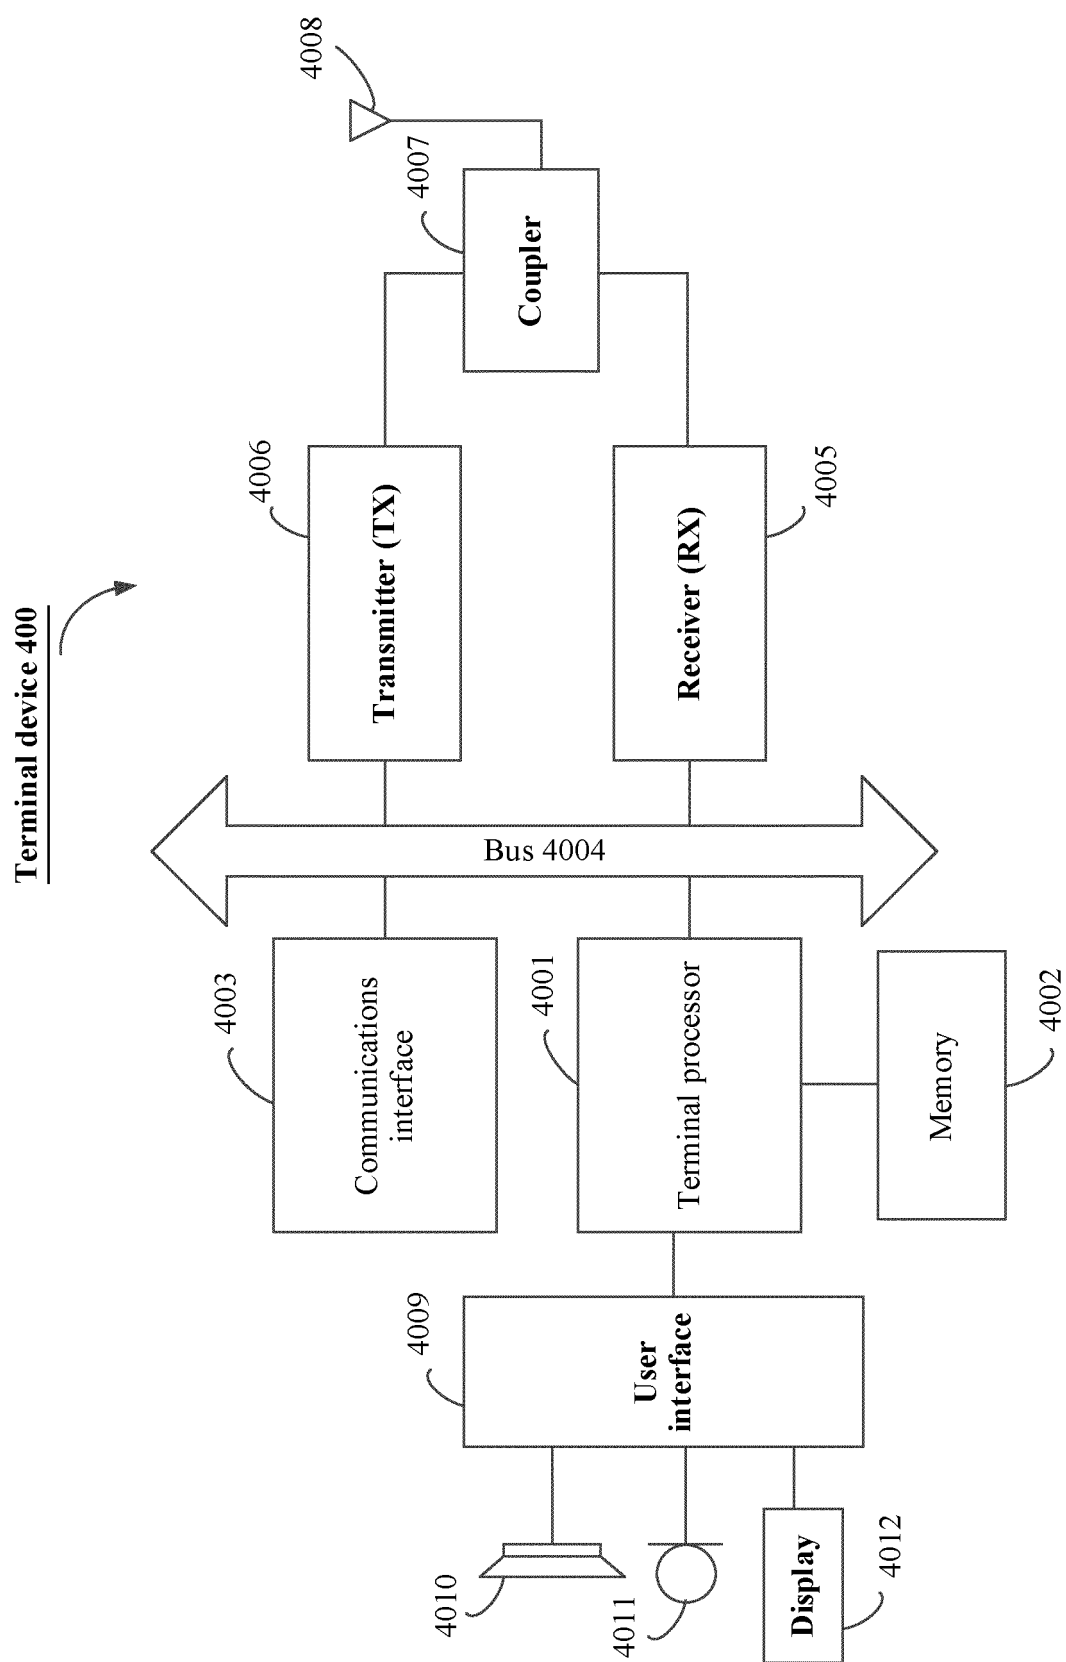 Terminal device 400
4003
Communications
interface
4006
Transmitter (TX)
4008
4007
Coupler
Bus 4004
4009
User
interface
4001
Terminal processor
Receiver (RX)
4005
4010
4011
Display
4012
Memory
4002